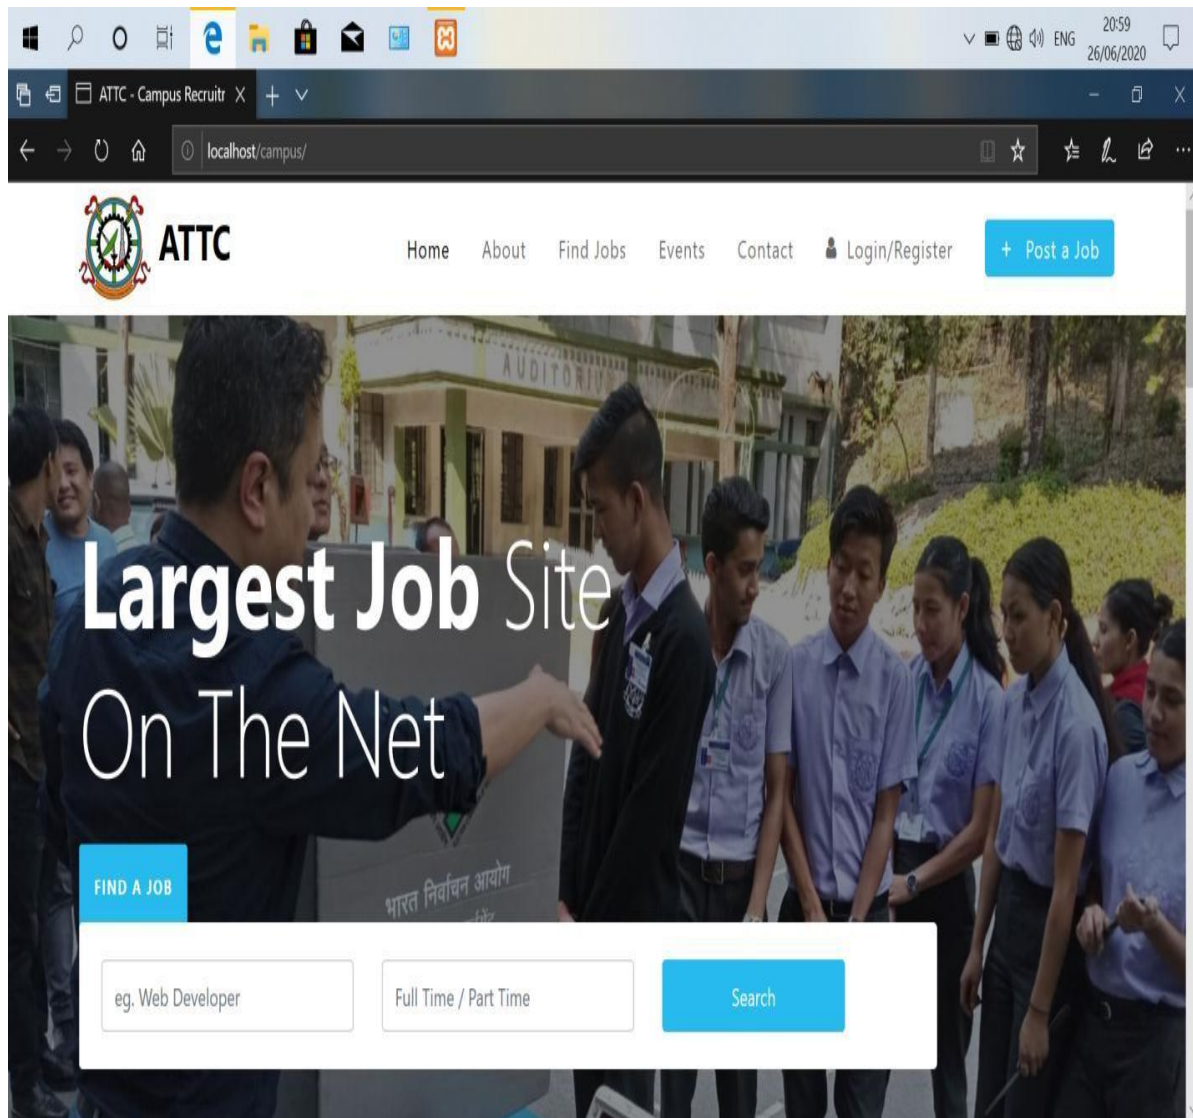 20:59
ENG
26/06/2020
ATTC - Campus Recruitr
localhost/campus/
ATTC
Home About Find Jobs Events Contact Login/Register + Post a Job
AUDITORIUM
Largest Job Site
On The Net
भारत निर्वाचन आयोग
FIND A JOB
eg. Web Developer Full Time / Part Time Search